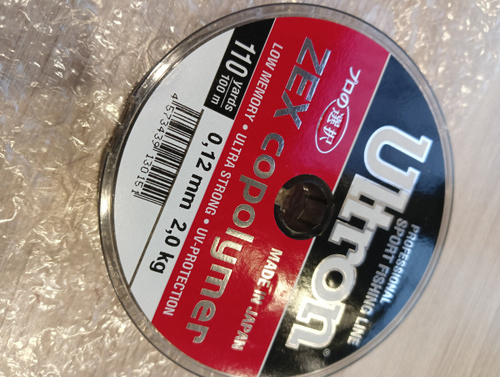 PROFESSIONAL
SPORT FISHING LINE
Ultron®
プロの選択
MADE IN JAPAN
ZEX copolymer
LOW MEMORY • ULTRA STRONG • UV-PROTECTION
110 yards
100 m
0,12 mm 2,0 kg
4573439130151